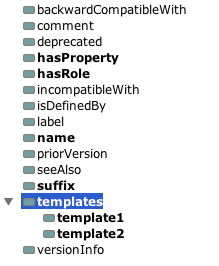 backwardCompatibleWith
comment
deprecated
hasProperty
hasRole
incompatibleWith
isDefinedBy
label
name
priorVersion
seeAlso
suffix
templates
template1
template2
versionInfo